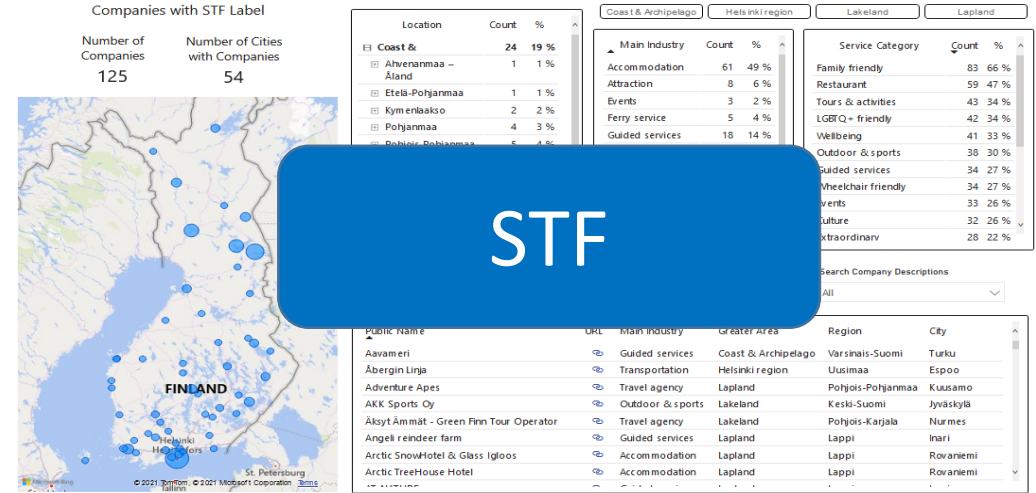 Companies with STF Label
Number of Companies
125
Number of Cities with Companies
54
FINLAND
Helsinki
St. Petersburg
Tallinn
Microsoft Bing
© 2021 TomTom, © 2021 Microsoft Corporation Terms
Location Count %
Coast & 24 19 %
Ahvenanmaa – Åland 1 1 %
Etelä-Pohjanmaa 1 1 %
Kymenlaakso 2 2 %
Pohjanmaa 4 3 %
Pohjois-Pohjanmaa 5 4 %
Coast & Archipelago
Helsinki region
Lakeland
Lapland
Main Industry Count %
Accommodation 61 49 %
Attraction 8 6 %
Events 3 2 %
Ferry service 5 4 %
Guided services 18 14 %
Service Category Count %
Family friendly 83 66 %
Restaurant 59 47 %
Tours & activities 43 34 %
LGBTQ + friendly 42 34 %
Wellbeing 41 33 %
Outdoor & sports 38 30 %
Guided services 34 27 %
Wheelchair friendly 34 27 %
Events 33 26 %
Culture 32 26 %
Extraordinary 28 22 %
STF
Search Company Descriptions
All
Public Name URL Main Industry Greater Area Region City
Aavameri Guided services Coast & Archipelago Varsinais-Suomi Turku
Åbergin Linja Transportation Helsinki region Uusimaa Espoo
Adventure Apes Travel agency Lapland Pohjois-Pohjanmaa Kuusamo
AKK Sports Oy Outdoor & sports Lakeland Keski-Suomi Jyväskylä
Äksyt Ämmät - Green Finn Tour Operator Travel agency Lakeland Pohjois-Karjala Nurmes
Angeli reindeer farm Guided services Lapland Lappi Inari
Arctic SnowHotel & Glass Igloos Accommodation Lapland Lappi Rovaniemi
Arctic TreeHouse Hotel Accommodation Lapland Lappi Rovaniemi